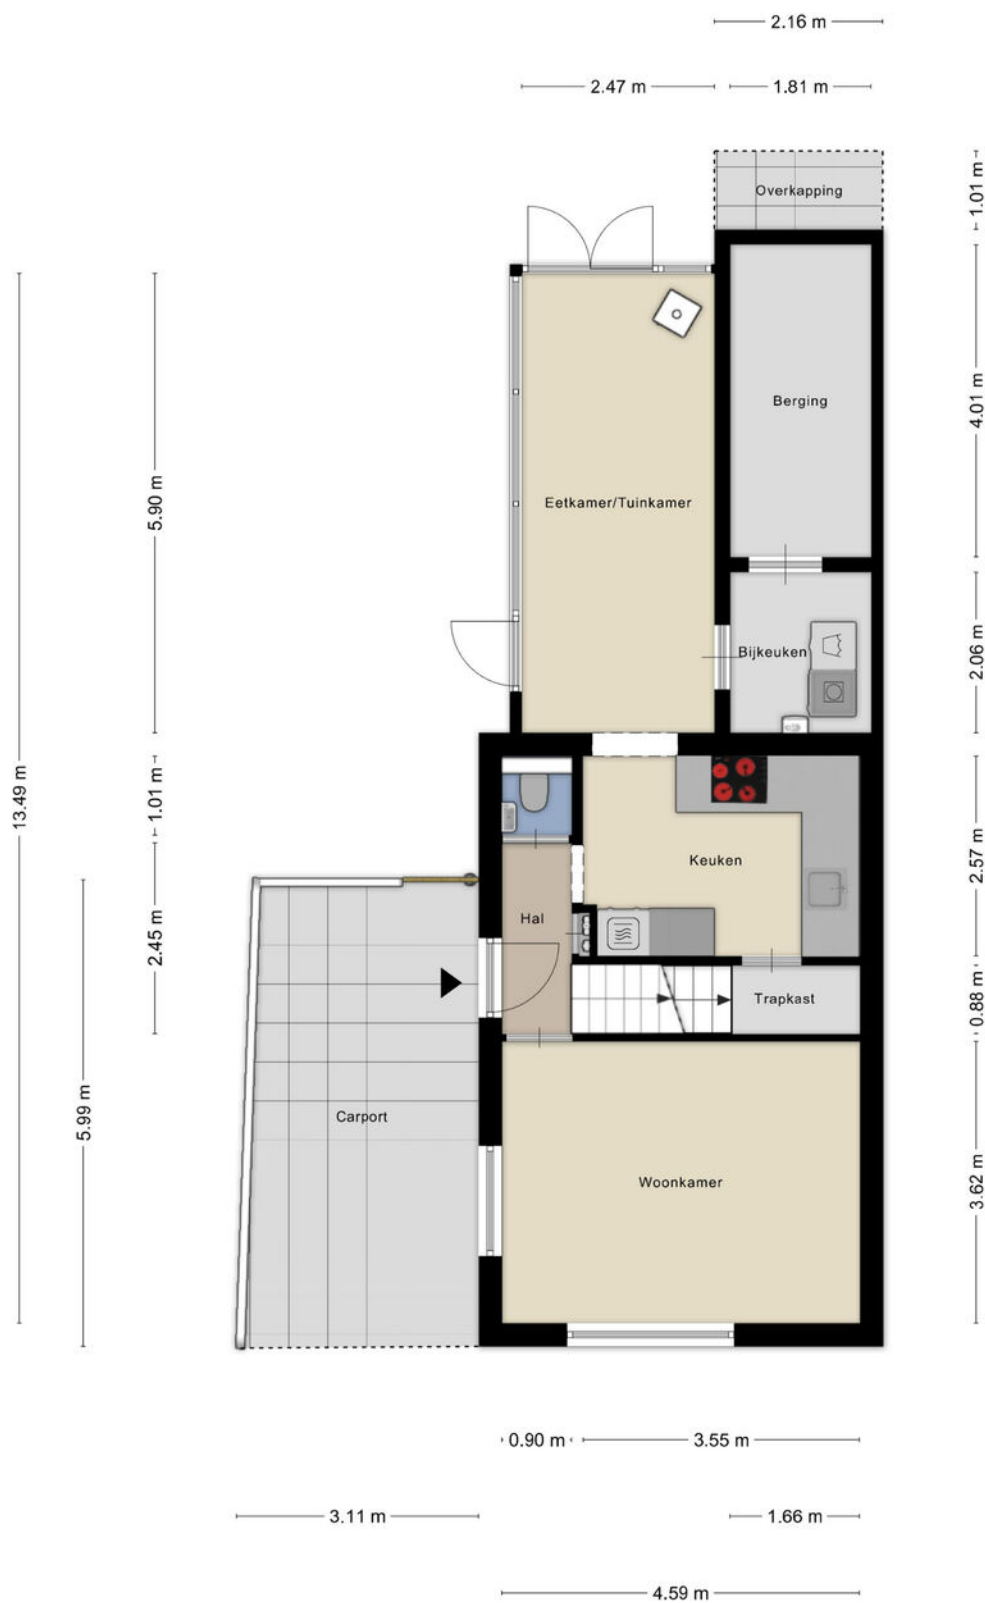 2.16 m
2.47 m
1.81 m
Overkapping
1.01 m
Berging
4.01 m
5.90 m
Eetkamer/Tuinkamer
Bijkeuken
2.06 m
13.49 m
1.01 m
Keuken
2.57 m
Hal
2.45 m
Trapkast
0.88 m
Carport
5.99 m
Woonkamer
3.62 m
0.90 m
3.55 m
3.11 m
1.66 m
4.59 m